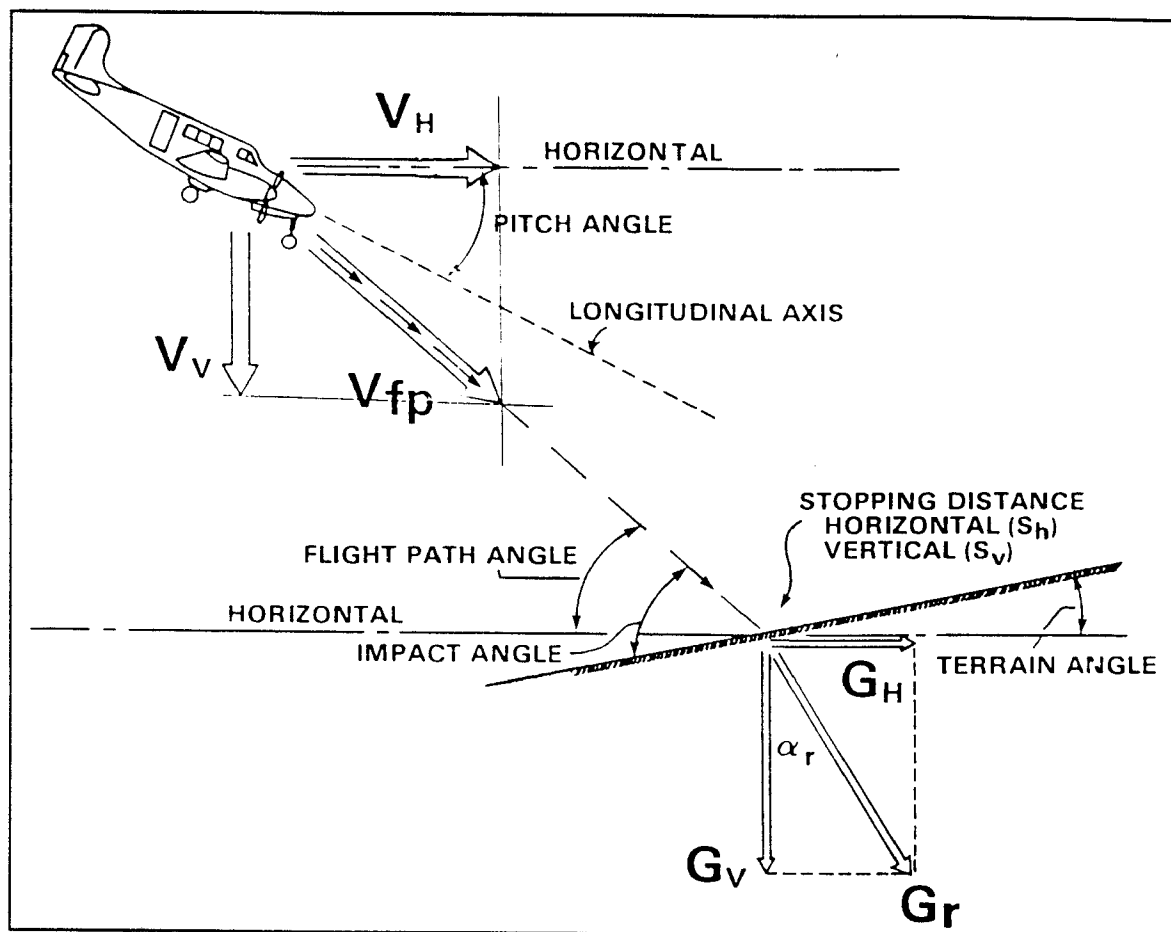 V_H
HORIZONTAL
PITCH ANGLE
LONGITUDINAL AXIS
V_V
V_fp
STOPPING DISTANCE
HORIZONTAL (S_h)
VERTICAL (S_v)
FLIGHT PATH ANGLE
HORIZONTAL
IMPACT ANGLE
TERRAIN ANGLE
G_H
α_r
G_V
G_r